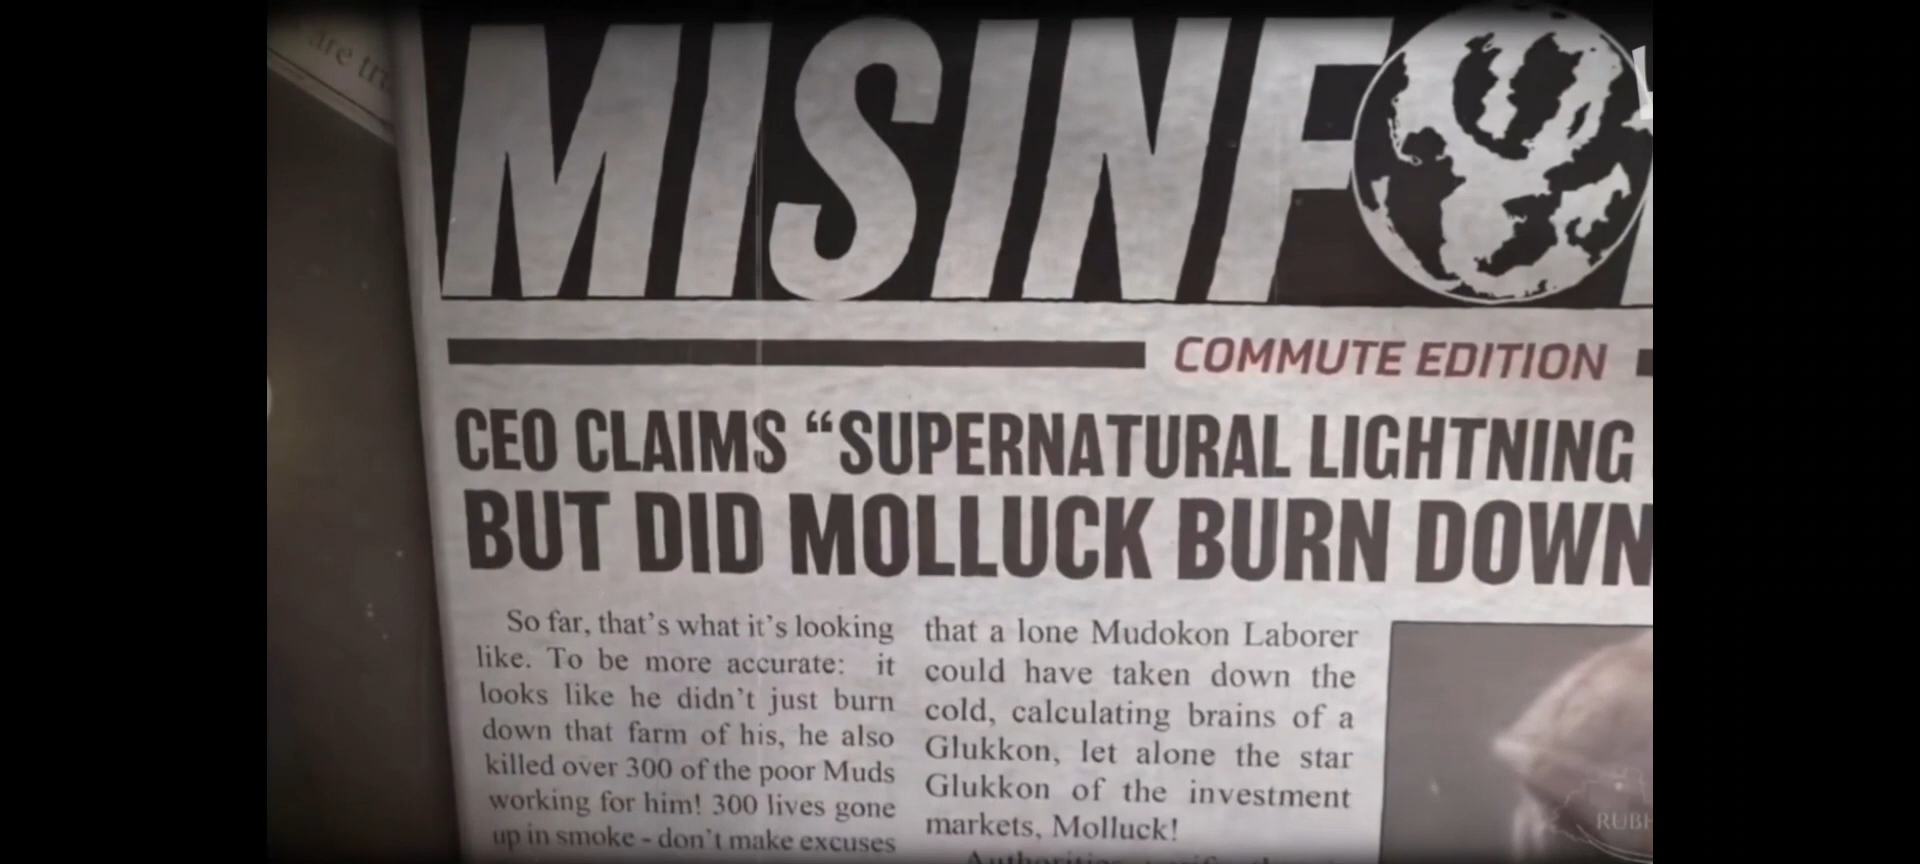 are
MISINFO
COMMUTE EDITION
CEO CLAIMS “SUPERNATURAL LIGHTNING
BUT DID MOLLUCK BURN DOWN
So far, that’s what it’s looking
like. To be more accurate: it
looks like he didn’t just burn
down that farm of his, he also
killed over 300 of the poor Muds
working for him! 300 lives gone
up in smoke - don’t make excuses
that a lone Mudokon Laborer
could have taken down the
cold, calculating brains of a
Glukkon, let alone the star
Glukkon of the investment
markets, Molluck!